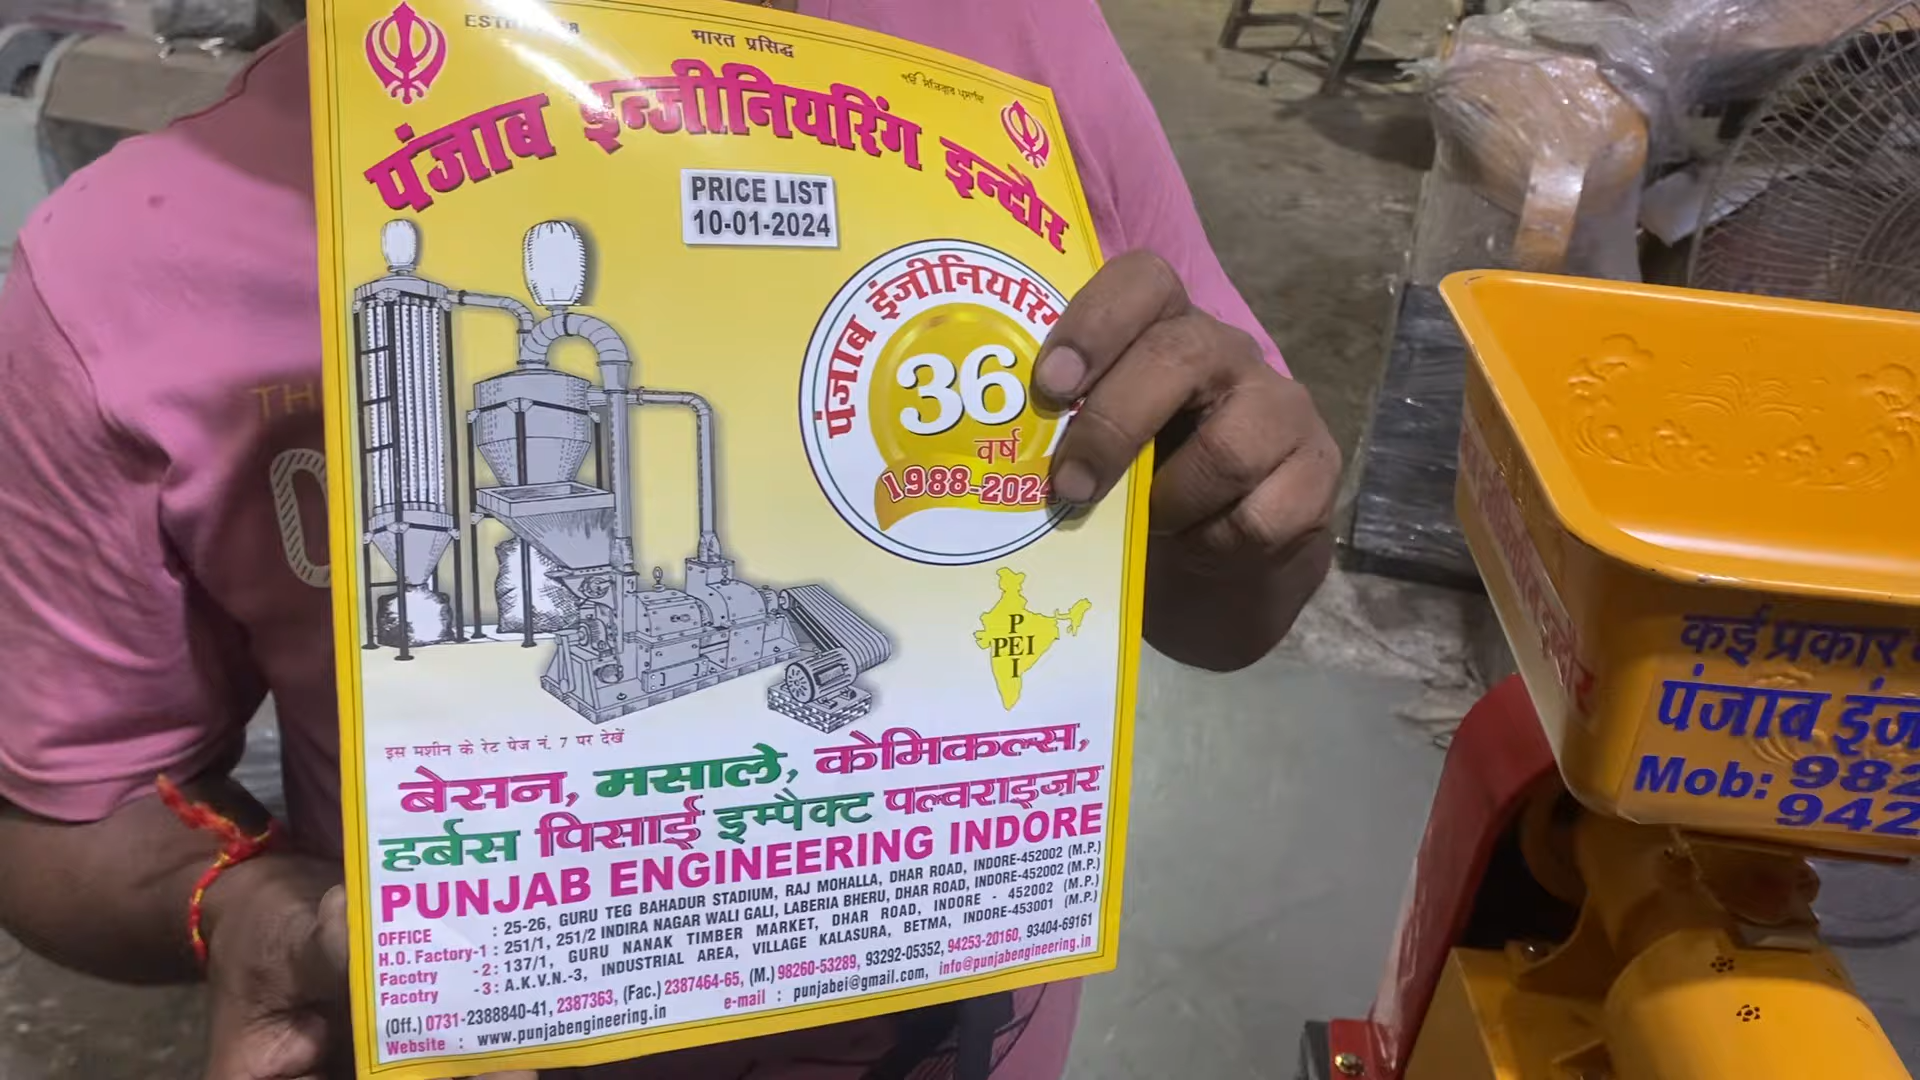 भारत प्रसिद्ध
पंजाब इन्जीनियरिंग इन्दौर
PRICE LIST
10-01-2024
पंजाब इंजीनियरिंग
36
वर्ष
1988-2024
P
PEI
I
इस मशीन के रेट पेज नं. 7 पर देखें
बेसन, मसाले, केमिकल्स,
हर्बस पिसाई इम्पैक्ट पल्वराइज़र
PUNJAB ENGINEERING INDORE
OFFICE : 25-26, GURU TEG BAHADUR STADIUM, RAJ MOHALLA, DHAR ROAD, INDORE-452002 (M.P.)
H.O. Factory-1 : 251/1, 251/2 INDIRA NAGAR WALI GALI, LABERIA BHERU, DHAR ROAD, INDORE-452002 (M.P.)
Facotry -2 : 137/1, GURU NANAK TIMBER MARKET, DHAR ROAD, INDORE - 452002 (M.P.)
Facotry -3 : A.K.V.N.-3, INDUSTRIAL AREA, VILLAGE KALASURA, BETMA, INDORE-453001 (M.P.)
(Off.) 0731-2388840-41, 2387363, (Fac.) 2387464-65, (M.) 98260-53289, 93292-05352, 94253-20160, 93404-69161
Website : www.punjabengineering.in e-mail : punjabei@gmail.com, info@punjabengineering.in
कई प्रकार
पंजाब इंज
Mob: 982
942